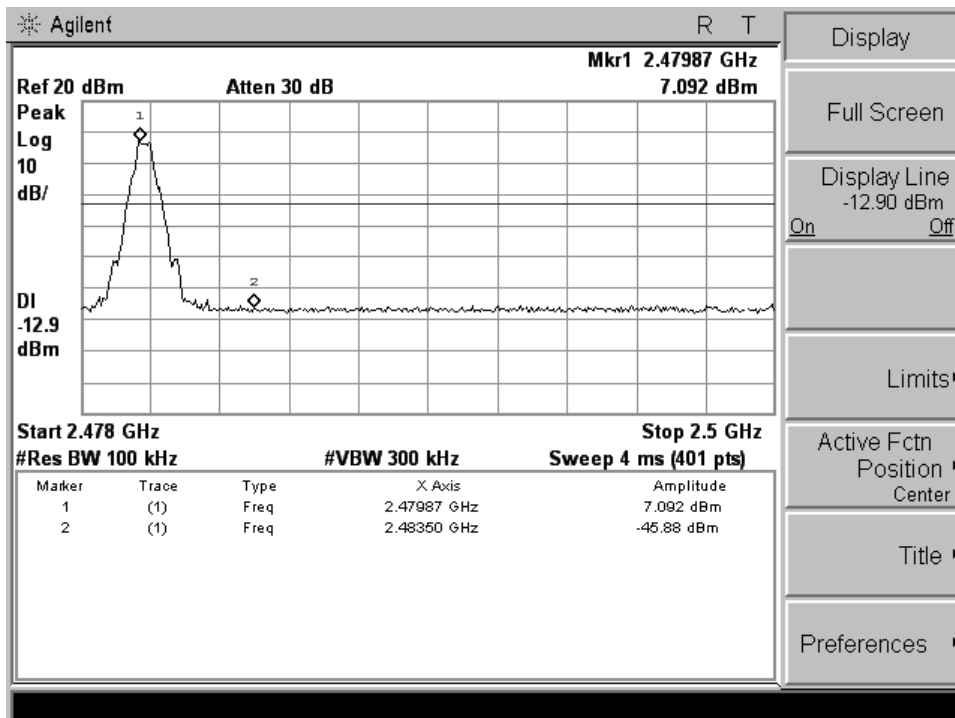 Agilent R T
Mkr1 2.47987 GHz
Ref 20 dBm Atten 30 dB 7.092 dBm
Peak
Log
10
dB/
1
2
DI
-12.9
dBm
Start 2.478 GHz Stop 2.5 GHz
#Res BW 100 kHz #VBW 300 kHz Sweep 4 ms (401 pts)
Marker Trace Type X Axis Amplitude
1 (1) Freq 2.47987 GHz 7.092 dBm
2 (1) Freq 2.48350 GHz -45.88 dBm
Display
Full Screen
Display Line
-12.90 dBm
On Off
Limits
Active Fctn
Position
Center
Title
Preferences